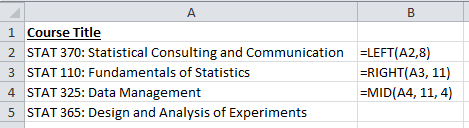 A B
1 Course Title
2 STAT 370: Statistical Consulting and Communication =LEFT(A2,8)
3 STAT 110: Fundamentals of Statistics =RIGHT(A3, 11)
4 STAT 325: Data Management =MID(A4, 11, 4)
5 STAT 365: Design and Analysis of Experiments